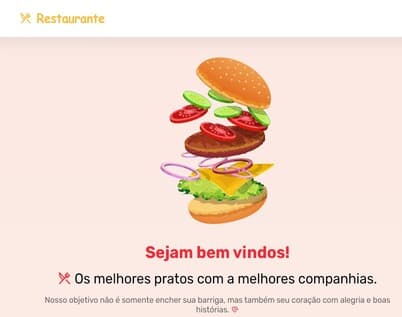 Restaurante
Sejam bem vindos!
Os melhores pratos com a melhores companhias.
Nosso objetivo não é somente encher sua barriga, mas também seu coração com alegria e boas
histórias.